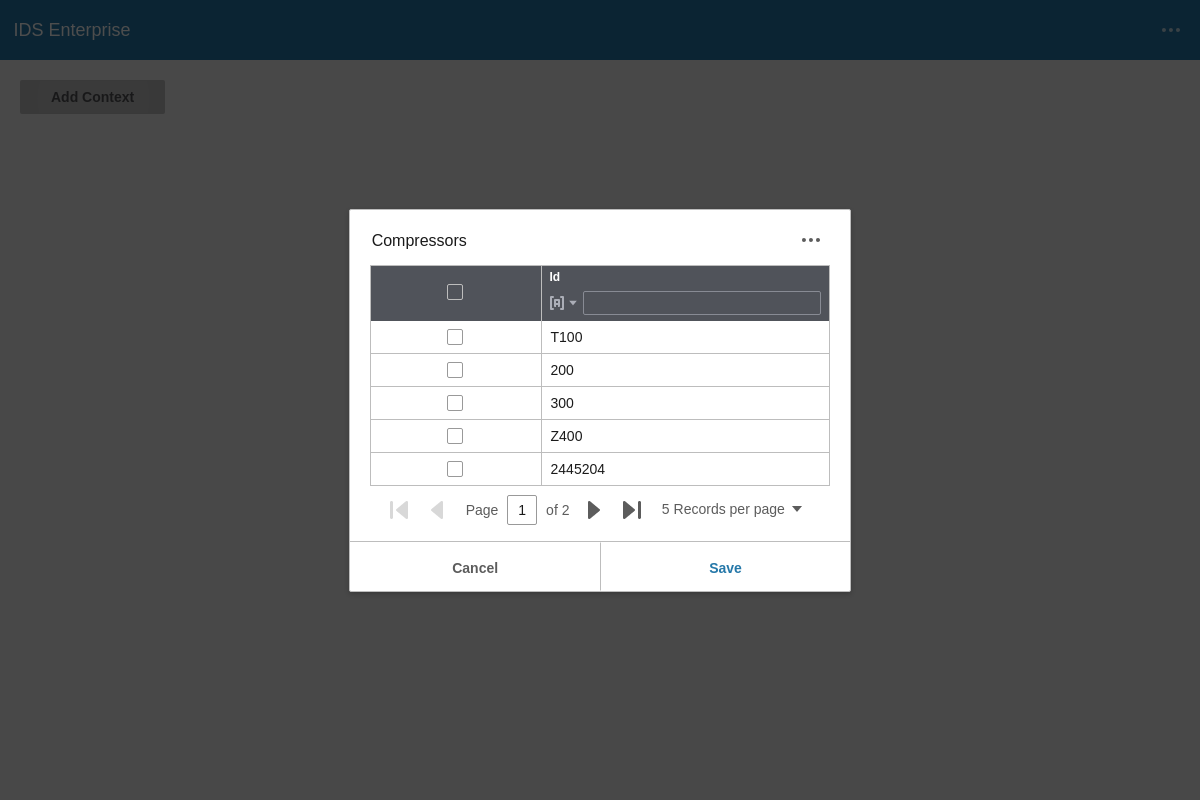 IDS Enterprise
Add Context
Compressors
Id
T100
200
300
Z400
2445204
Page 1 of 2 5 Records per page
Cancel Save